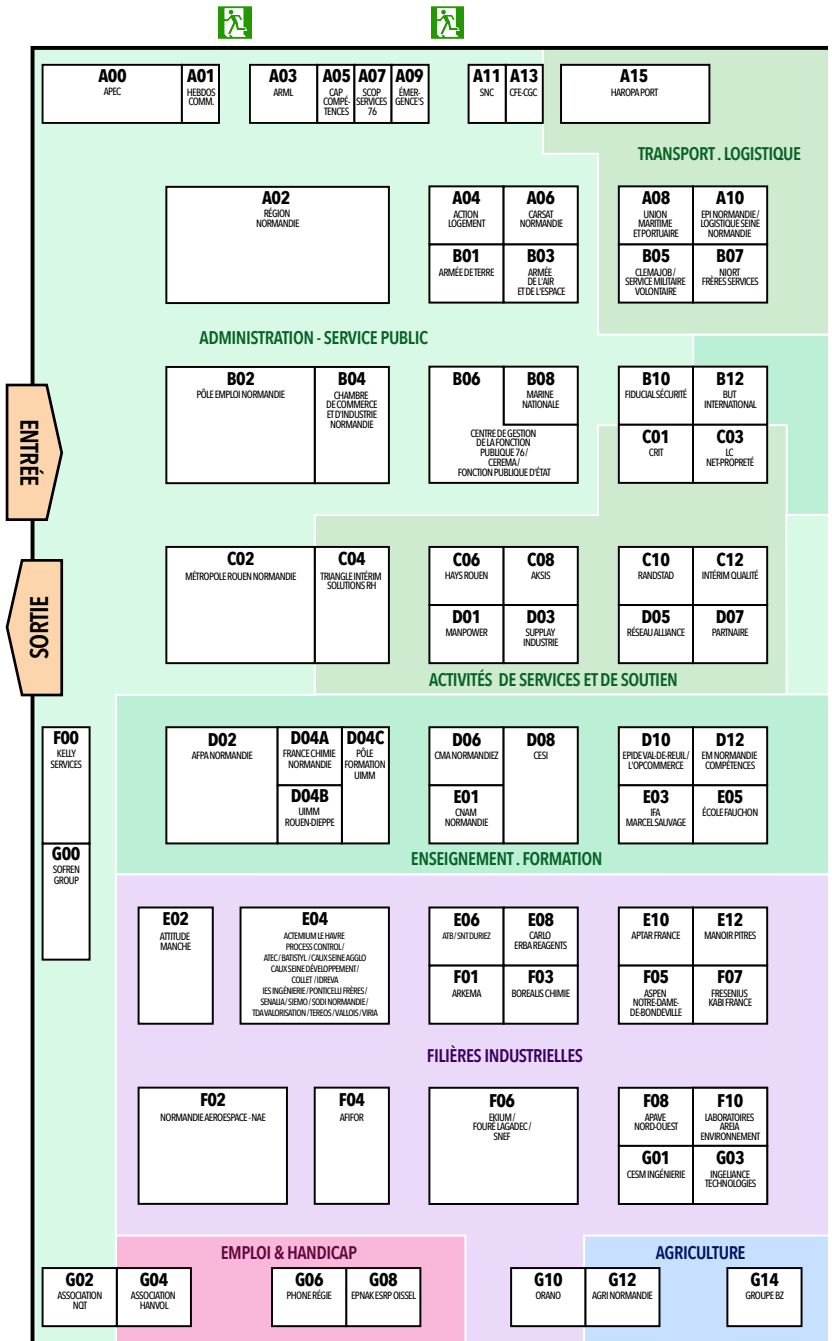 A00
APEC
A01
HEBDOS
COMM.
A03
ARML
A05
CAP
COMPÉ-
TENCES
A07
SCOP
SERVICES
76
A09
ÉMER-
GENCE'S
A11
SNC
A13
CFE-CGC
A15
HAROPA PORT
TRANSPORT . LOGISTIQUE
A02
RÉGION
NORMANDIE
A04
ACTION
LOGEMENT
A06
CARSAT
NORMANDIE
A08
UNION
MARITIME
ET PORTUAIRE
A10
EPI NORMANDIE /
LOGISTIQUE SEINE
NORMANDIE
B01
ARMÉE DE TERRE
B03
ARMÉE
DE L'AIR
ET DE L'ESPACE
B05
CLEMAJOB /
SERVICE MILITAIRE
VOLONTAIRE
B07
NIORT
FRÈRES SERVICES
ADMINISTRATION - SERVICE PUBLIC
B02
PÔLE EMPLOI NORMANDIE
B04
CHAMBRE
DE COMMERCE
ET D'INDUSTRIE
NORMANDIE
B06
CENTRE DE GESTION
DE LA FONCTION
PUBLIQUE 76 /
CEREMA /
FONCTION PUBLIQUE D'ÉTAT
B08
MARINE
NATIONALE
B10
FIDUCIAL SÉCURITÉ
B12
BUT
INTERNATIONAL
C01
CRIT
C03
LC
NET-PROPRETÉ
ENTRÉE
SORTIE
C02
MÉTROPOLE ROUEN NORMANDIE
C04
TRIANGLE INTÉRIM
SOLUTIONS RH
C06
HAYS ROUEN
C08
AKSIS
C10
RANDSTAD
C12
INTÉRIM QUALITÉ
D01
MANPOWER
D03
SUPPLAY
INDUSTRIE
D05
RÉSEAU ALLIANCE
D07
PARTNAIRE
ACTIVITÉS DE SERVICES ET DE SOUTIEN
F00
KELLY
SERVICES
G00
SOFREN
GROUP
D02
AFPA NORMANDIE
D04A
FRANCE CHIMIE
NORMANDIE
D04B
UIMM
ROUEN-DIEPPE
D04C
PÔLE
FORMATION
UIMM
D06
CMA NORMANDIEZ
D08
CESI
E01
CNAM
NORMANDIE
D10
EPIDE VAL-DE-REUIL /
L'OPCOMMERCE
D12
EM NORMANDIE
COMPÉTENCES
E03
IFA
MARCEL SAUVAGE
E05
ÉCOLE FAUCHON
ENSEIGNEMENT . FORMATION
E02
ATTITUDE
MANCHE
E04
ACTEMIUM LE HAVRE
PROCESS CONTROL /
ATEC / BATISTYL / CAUX SEINE AGGLO
CAUX SEINE DÉVELOPPEMENT /
COLLET / IDREVA
IES INGÉNIERIE / PONTICELLI FRÈRES /
SENALIA / SIEMO / SODI NORMANDIE /
TDA VALORISATION / TEREOS / VALLOIS / VIRIA
E06
ATB / SNT DURIEZ
E08
CARLO
ERBA REAGENTS
F01
ARKEMA
F03
BOREALIS CHIMIE
E10
APTAR FRANCE
E12
MANOIR PITRES
F05
ASPEN
NOTRE-DAME-
DE-BONDEVILLE
F07
FRESENIUS
KABI FRANCE
FILIÈRES INDUSTRIELLES
F02
NORMANDIE AEROESPACE - NAE
F04
AFIFOR
F06
EKIUM /
FOURÉ LAGADEC /
SNEF
F08
APAVE
NORD-OUEST
F10
LABORATOIRES
AREIA
ENVIRONNEMENT
G01
CESM INGÉNIERIE
G03
INGELIANCE
TECHNOLOGIES
EMPLOI & HANDICAP
AGRICULTURE
G02
ASSOCIATION
NQT
G04
ASSOCIATION
HANVOL
G06
PHONE RÉGIE
G08
EPNAK ESRP OISSEL
G10
ORANO
G12
AGRI NORMANDIE
G14
GROUPE BZ